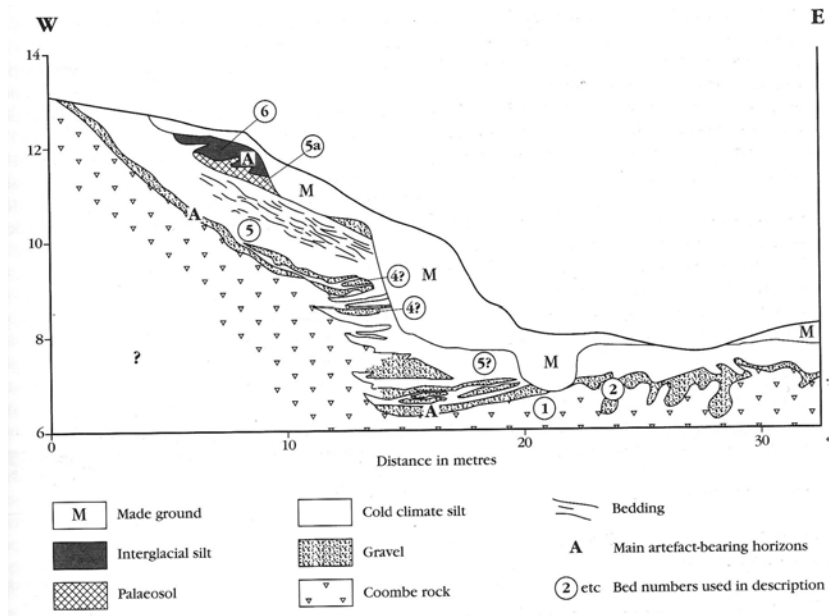 W
E
14
12
10
8
6
6
5a
A
M
A
5
4?
M
4?
M
5?
M
?
2
1
A
0
10
20
30
Distance in metres
M
Made ground
Cold climate silt
Bedding
Interglacial silt
Gravel
A
Main artefact-bearing horizons
Palaeosol
Coombe rock
2
etc
Bed numbers used in description